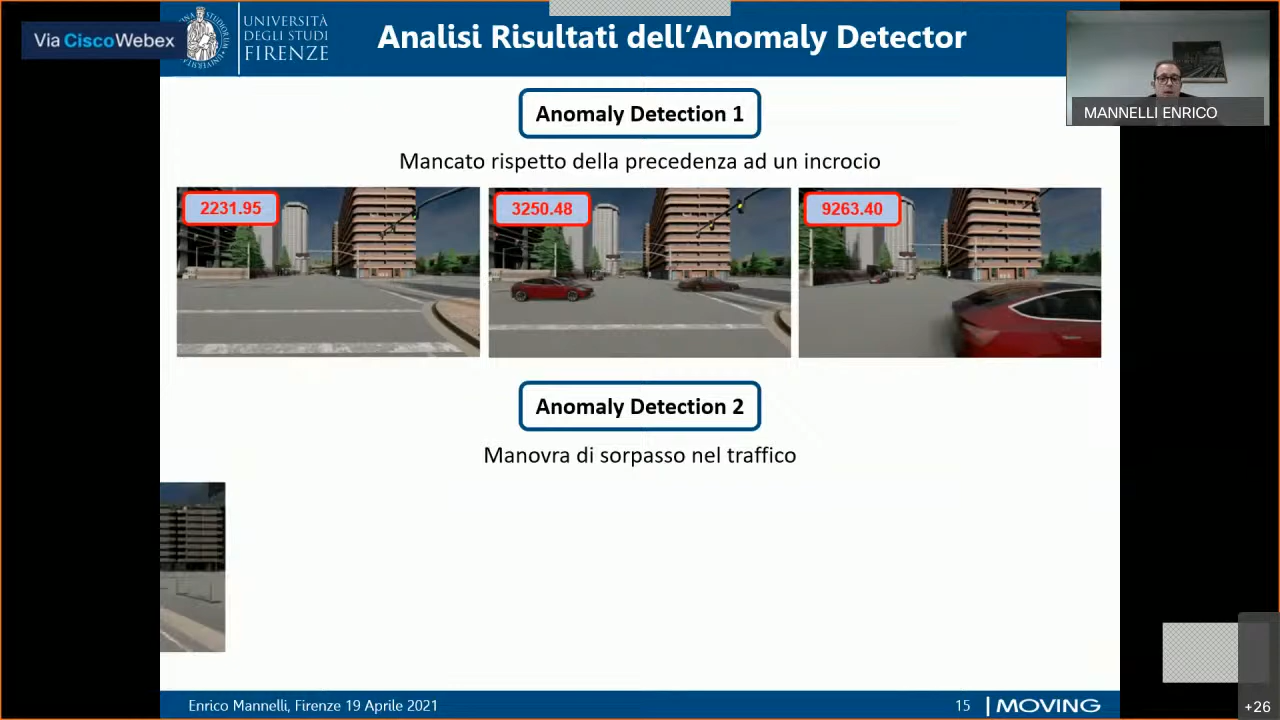 Via Cisco Webex
UNIVERSITÀ
DEGLI STUDI
FIRENZE
Analisi Risultati dell'Anomaly Detector
MANNELLI ENRICO
Anomaly Detection 1
Mancato rispetto della precedenza ad un incrocio
2231.95
3250.48
9263.40
Anomaly Detection 2
Manovra di sorpasso nel traffico
Enrico Mannelli, Firenze 19 Aprile 2021
15
MOVING
+26